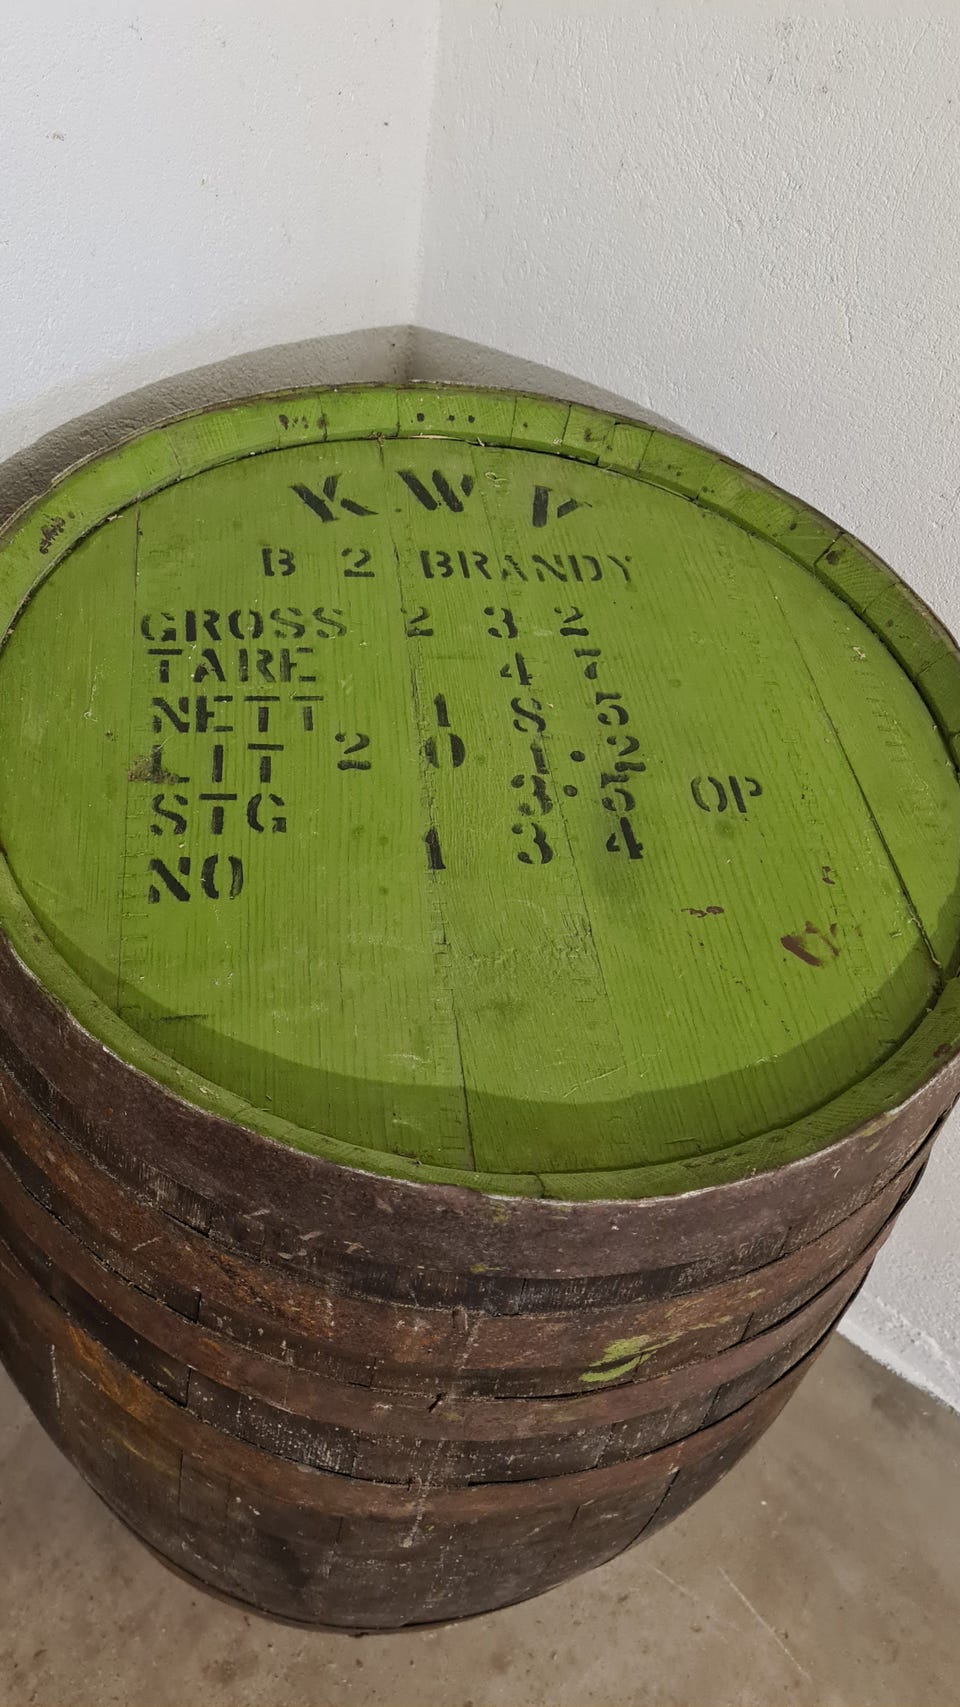 K W V
B 2 BRANDY
GROSS 2 3 2
TARE 4 7
NETT 1 8 5
LIT 2 0 1 . 2
STG 3 . 5 OP
NO 1 3 4